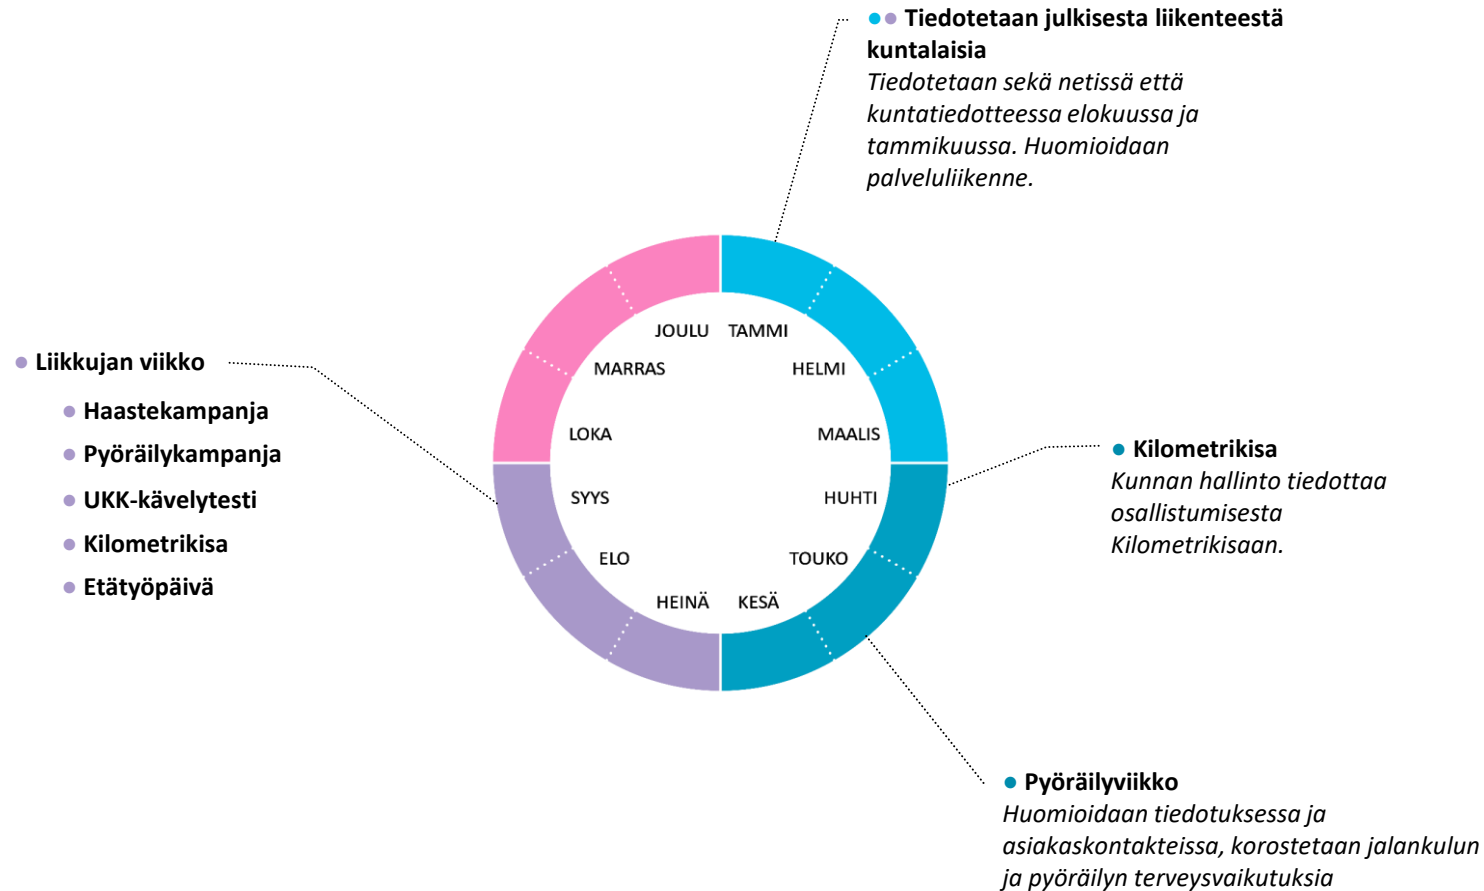 ●● Tiedotetaan julkisesta liikenteestä
kuntalaisia
Tiedotetaan sekä netissä että
kuntatiedotteessa elokuussa ja
tammikuussa. Huomioidaan
palveluliikenne.
JOULU TAMMI
MARRAS HELMI
LOKA MAALIS
SYYS HUHTI
ELO TOUKO
HEINÄ KESÄ
● Liikkujan viikko
● Haastekampanja
● Pyöräilykampanja
● UKK-kävelytesti
● Kilometrikisa
● Etätyöpäivä
● Kilometrikisa
Kunnan hallinto tiedottaa
osallistumisesta
Kilometrikisaan.
● Pyöräilyviikko
Huomioidaan tiedotuksessa ja
asiakaskontakteissa, korostetaan jalankulun
ja pyöräilyn terveysvaikutuksia